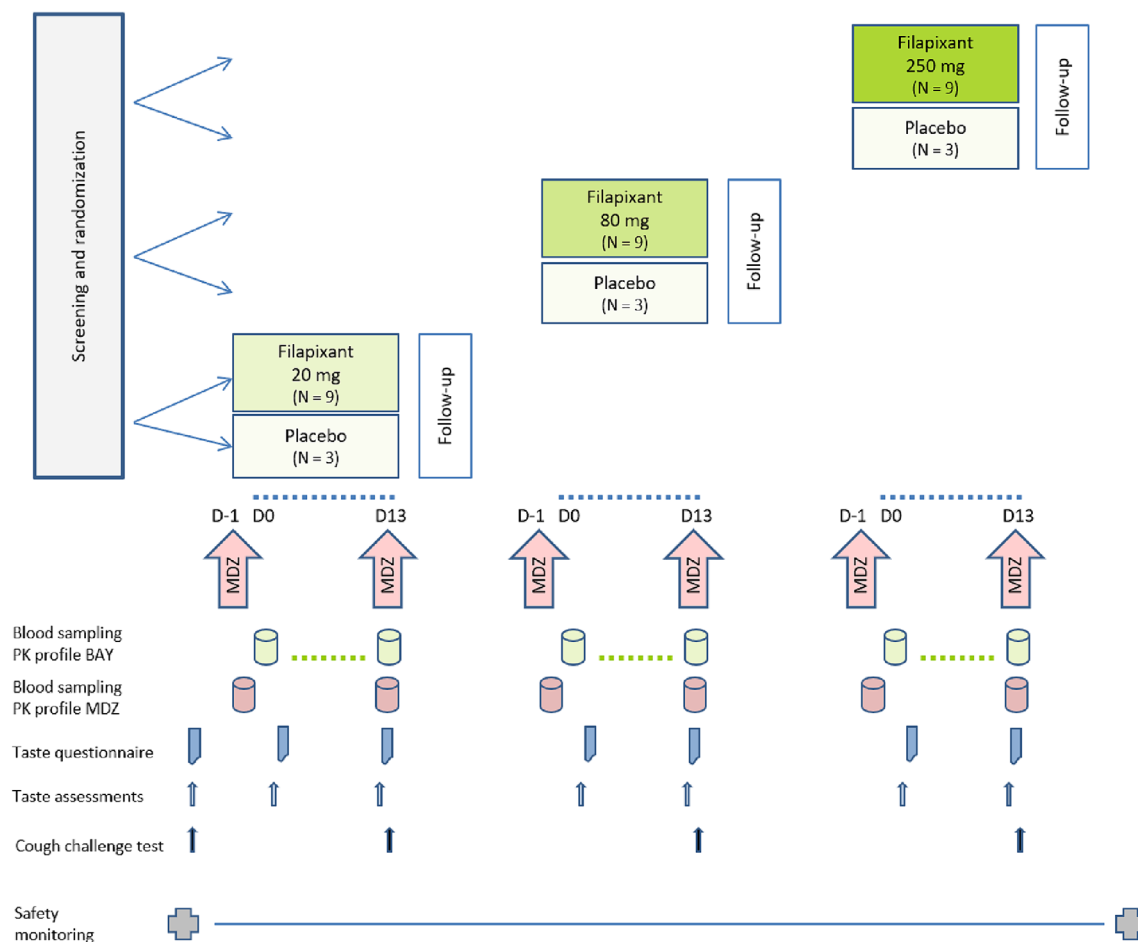 Screening and randomization
Filapixant
250 mg
(N = 9)
Placebo
(N = 3)
Follow-up
Filapixant
80 mg
(N = 9)
Placebo
(N = 3)
Follow-up
Filapixant
20 mg
(N = 9)
Placebo
(N = 3)
Follow-up
D-1 D0 D13
D-1 D0 D13
D-1 D0 D13
MDZ
MDZ
MDZ
MDZ
MDZ
MDZ
Blood sampling
PK profile BAY
Blood sampling
PK profile MDZ
Taste questionnaire
Taste assessments
Cough challenge test
Safety
monitoring